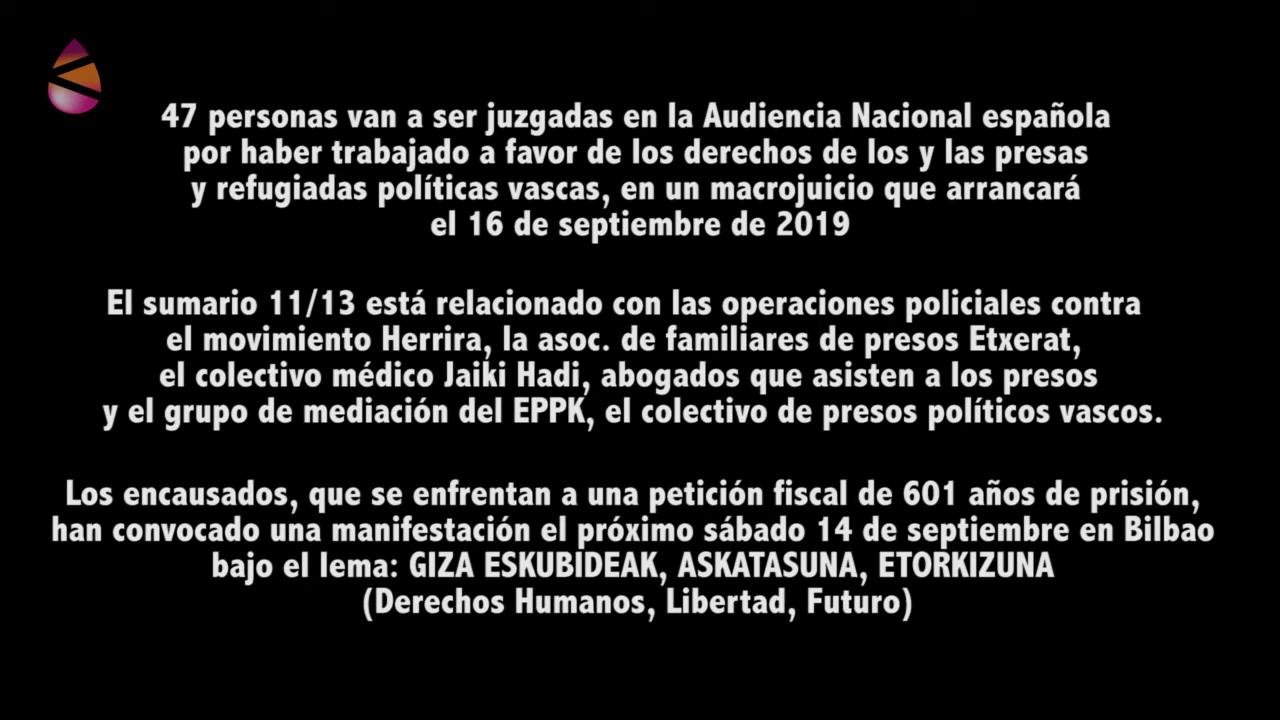 47 personas van a ser juzgadas en la Audiencia Nacional española
por haber trabajado a favor de los derechos de los y las presas
y refugiadas políticas vascas, en un macrojuicio que arrancará
el 16 de septiembre de 2019
El sumario 11/13 está relacionado con las operaciones policiales contra
el movimiento Herrira, la asoc. de familiares de presos Etxerat,
el colectivo médico Jaiki Hadi, abogados que asisten a los presos
y el grupo de mediación del EPPK, el colectivo de presos políticos vascos.
Los encausados, que se enfrentan a una petición fiscal de 601 años de prisión,
han convocado una manifestación el próximo sábado 14 de septiembre en Bilbao
bajo el lema: GIZA ESKUBIDEAK, ASKATASUNA, ETORKIZUNA
(Derechos Humanos, Libertad, Futuro)